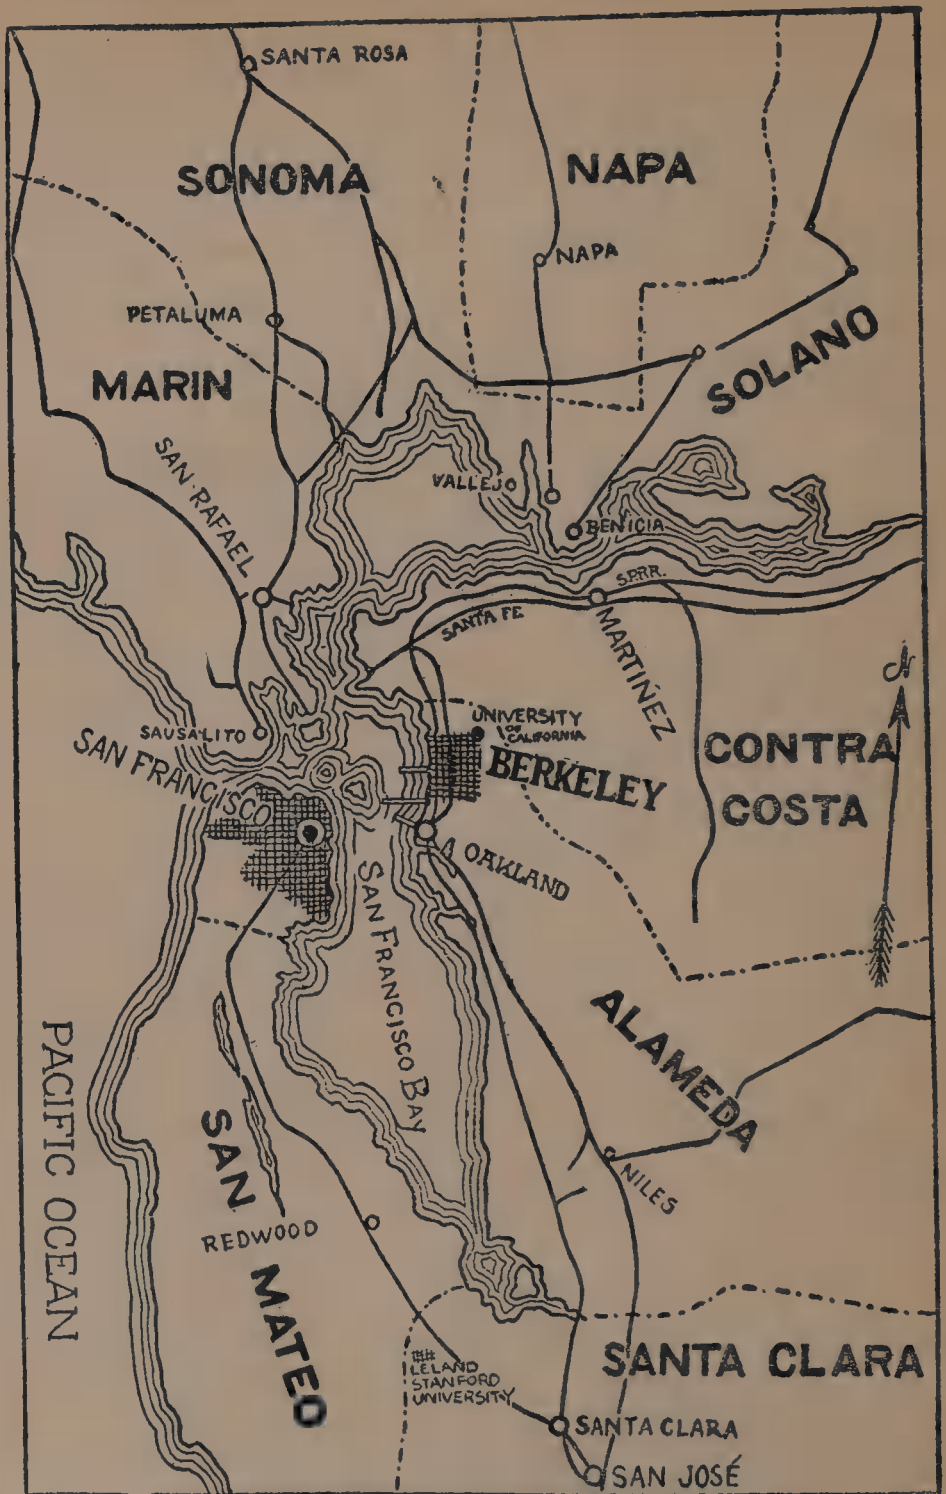 SANTA ROSA
SONOMA
NAPA
NAPA
PETALUMA
SOLANO
MARIN
SAN RAFAEL
VALLEJO
BENICIA
S.P.R.R.
SANTA FE
MARTINEZ
N
UNIVERSITY
OF
CALIFORNIA
SAUSALITO
SAN FRANCISCO
BERKELEY
CONTRA
COSTA
OAKLAND
SAN FRANCISCO BAY
ALAMEDA
PACIFIC OCEAN
SAN
MATEO
NILES
REDWOOD
LELAND
STANFORD
UNIVERSITY
SANTA CLARA
SANTA CLARA
SAN JOSÉ